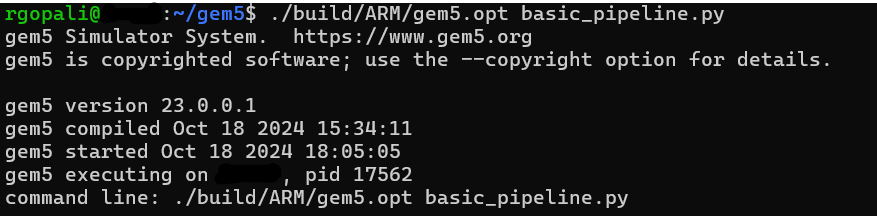 rgopali@ :~/gem5$ ./build/ARM/gem5.opt basic_pipeline.py
gem5 Simulator System.  https://www.gem5.org
gem5 is copyrighted software; use the --copyright option for details.

gem5 version 23.0.0.1
gem5 compiled Oct 18 2024 15:34:11
gem5 started Oct 18 2024 18:05:05
gem5 executing on , pid 17562
command line: ./build/ARM/gem5.opt basic_pipeline.py